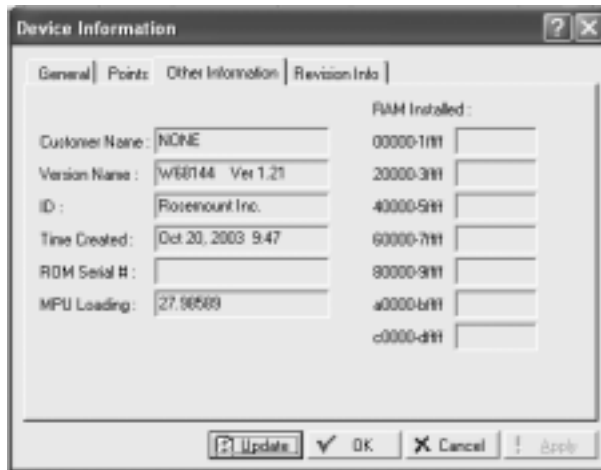 Device Information
General Points Other Information Revision Info
RAM Installed :
Customer Name : NONE
00000-1ffff
Version Name : W68144 Ver 1.21
20000-3ffff
ID : Rosemount Inc.
40000-5ffff
Time Created : Oct 20, 2003 9:47
60000-7ffff
ROM Serial # :
80000-9ffff
MPU Loading : 27.98589
a0000-bffff
c0000-dffff
Update OK Cancel Apply